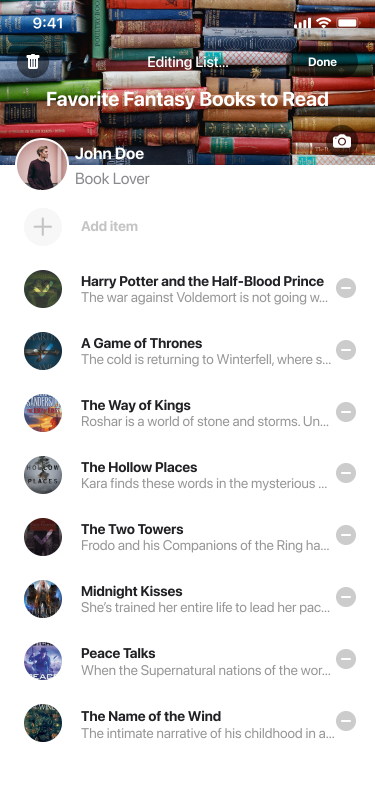 9:41
Editing List...
Done
Favorite Fantasy Books to Read
John Doe
Book Lover
Add item
Harry Potter and the Half-Blood Prince
The war against Voldemort is not going w...
A Game of Thrones
The cold is returning to Winterfell, where s...
The Way of Kings
Roshar is a world of stone and storms. Un...
HOLLOW
PLACES
The Hollow Places
Kara finds these words in the mysterious ...
The Two Towers
Frodo and his Companions of the Ring ha...
Midnight Kisses
She's trained her entire life to lead her pac...
Peace Talks
When the Supernatural nations of the wor...
The Name of the Wind
The intimate narrative of his childhood in a...